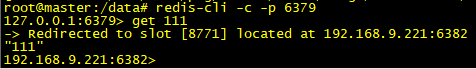 root@master:/data# redis-cli -c -p 6379
127.0.0.1:6379> get 111
-> Redirected to slot [8771] located at 192.168.9.221:6382
"111"
192.168.9.221:6382>